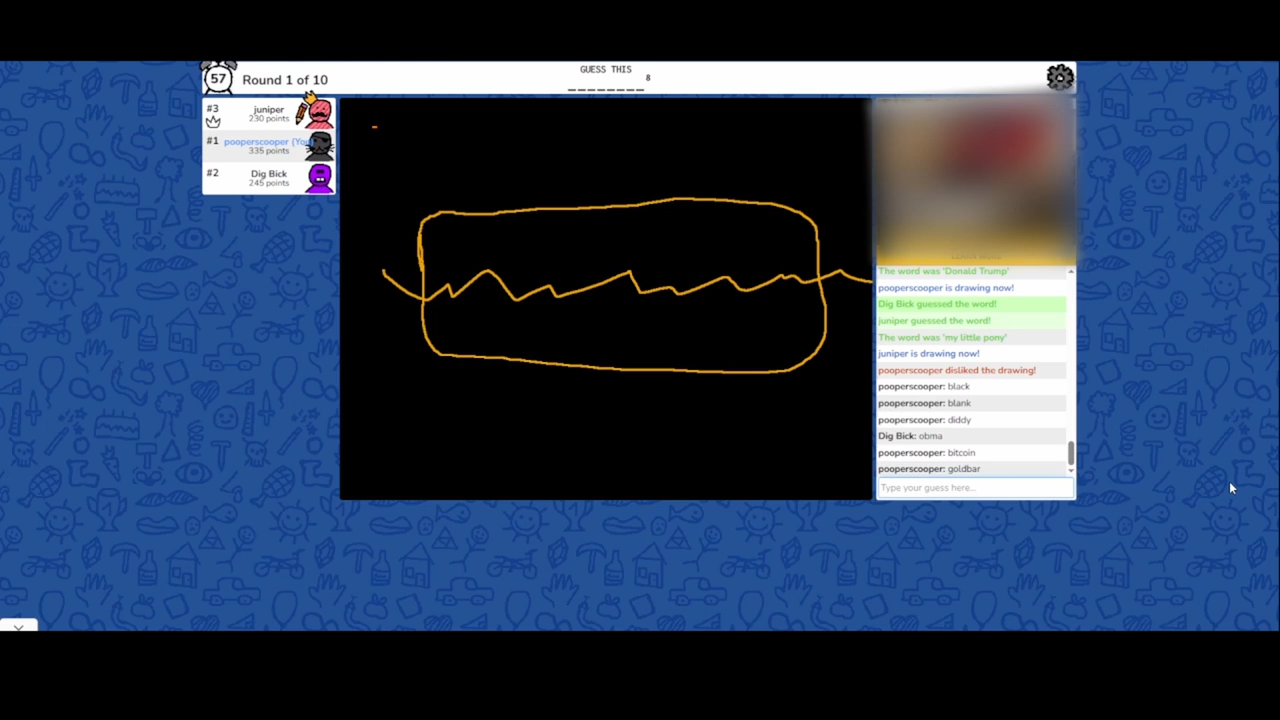 57
Round 1 of 10
GUESS THIS
________ 8
#3
juniper
230 points
#1
pooperscooper (You
335 points
#2
Dig Bick
245 points
The word was 'Donald Trump'
pooperscooper is drawing now!
Dig Bick guessed the word!
juniper guessed the word!
The word was 'my little pony'
juniper is drawing now!
pooperscooper disliked the drawing!
pooperscooper: black
pooperscooper: blank
pooperscooper: diddy
Dig Bick: obma
pooperscooper: bitcoin
pooperscooper: goldbar
Type your guess here...